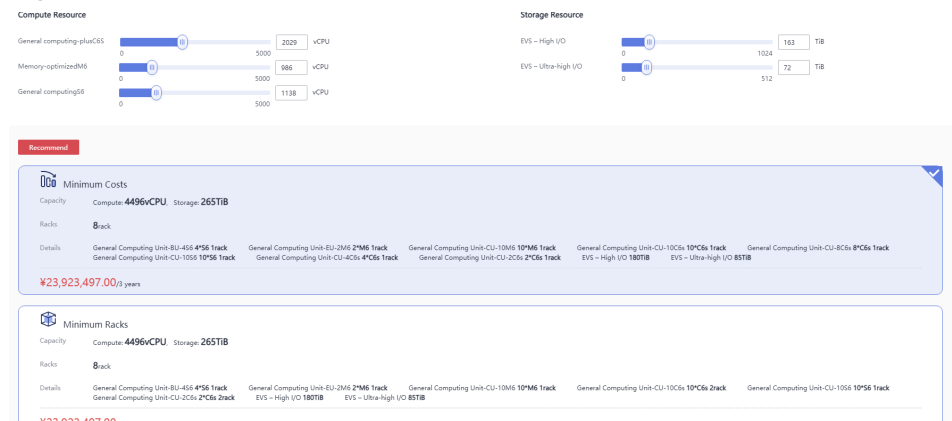 Compute Resource
Storage Resource
General computing-plusC6S 2029 vCPU
0 5000
Memory-optimizedM6 986 vCPU
0 5000
General computingS6 1138 vCPU
0 5000
EVS – High I/O 163 TiB
0 1024
EVS – Ultra-high I/O 72 TiB
0 512
Recommend
Minimum Costs
Capacity Compute: 4496vCPU, Storage: 265TiB
Racks 8rack
Details General Computing Unit-BU-4S6 4*S6 1rack General Computing Unit-EU-2M6 2*M6 1rack General Computing Unit-CU-10M6 10*M6 1rack General Computing Unit-CU-10C6s 10*C6s 1rack General Computing Unit-CU-8C6s 8*C6s 1rack
General Computing Unit-CU-10S6 10*S6 1rack General Computing Unit-CU-4C6s 4*C6s 1rack General Computing Unit-CU-2C6s 2*C6s 1rack EVS – High I/O 180TiB EVS – Ultra-high I/O 85TiB
¥23,923,497.00/3 years
Minimum Racks
Capacity Compute: 4496vCPU, Storage: 265TiB
Racks 8rack
Details General Computing Unit-BU-4S6 4*S6 1rack General Computing Unit-EU-2M6 2*M6 1rack General Computing Unit-CU-10M6 10*M6 1rack General Computing Unit-CU-10C6s 10*C6s 2rack General Computing Unit-CU-10S6 10*S6 1rack
General Computing Unit-CU-2C6s 2*C6s 2rack EVS – High I/O 180TiB EVS – Ultra-high I/O 85TiB